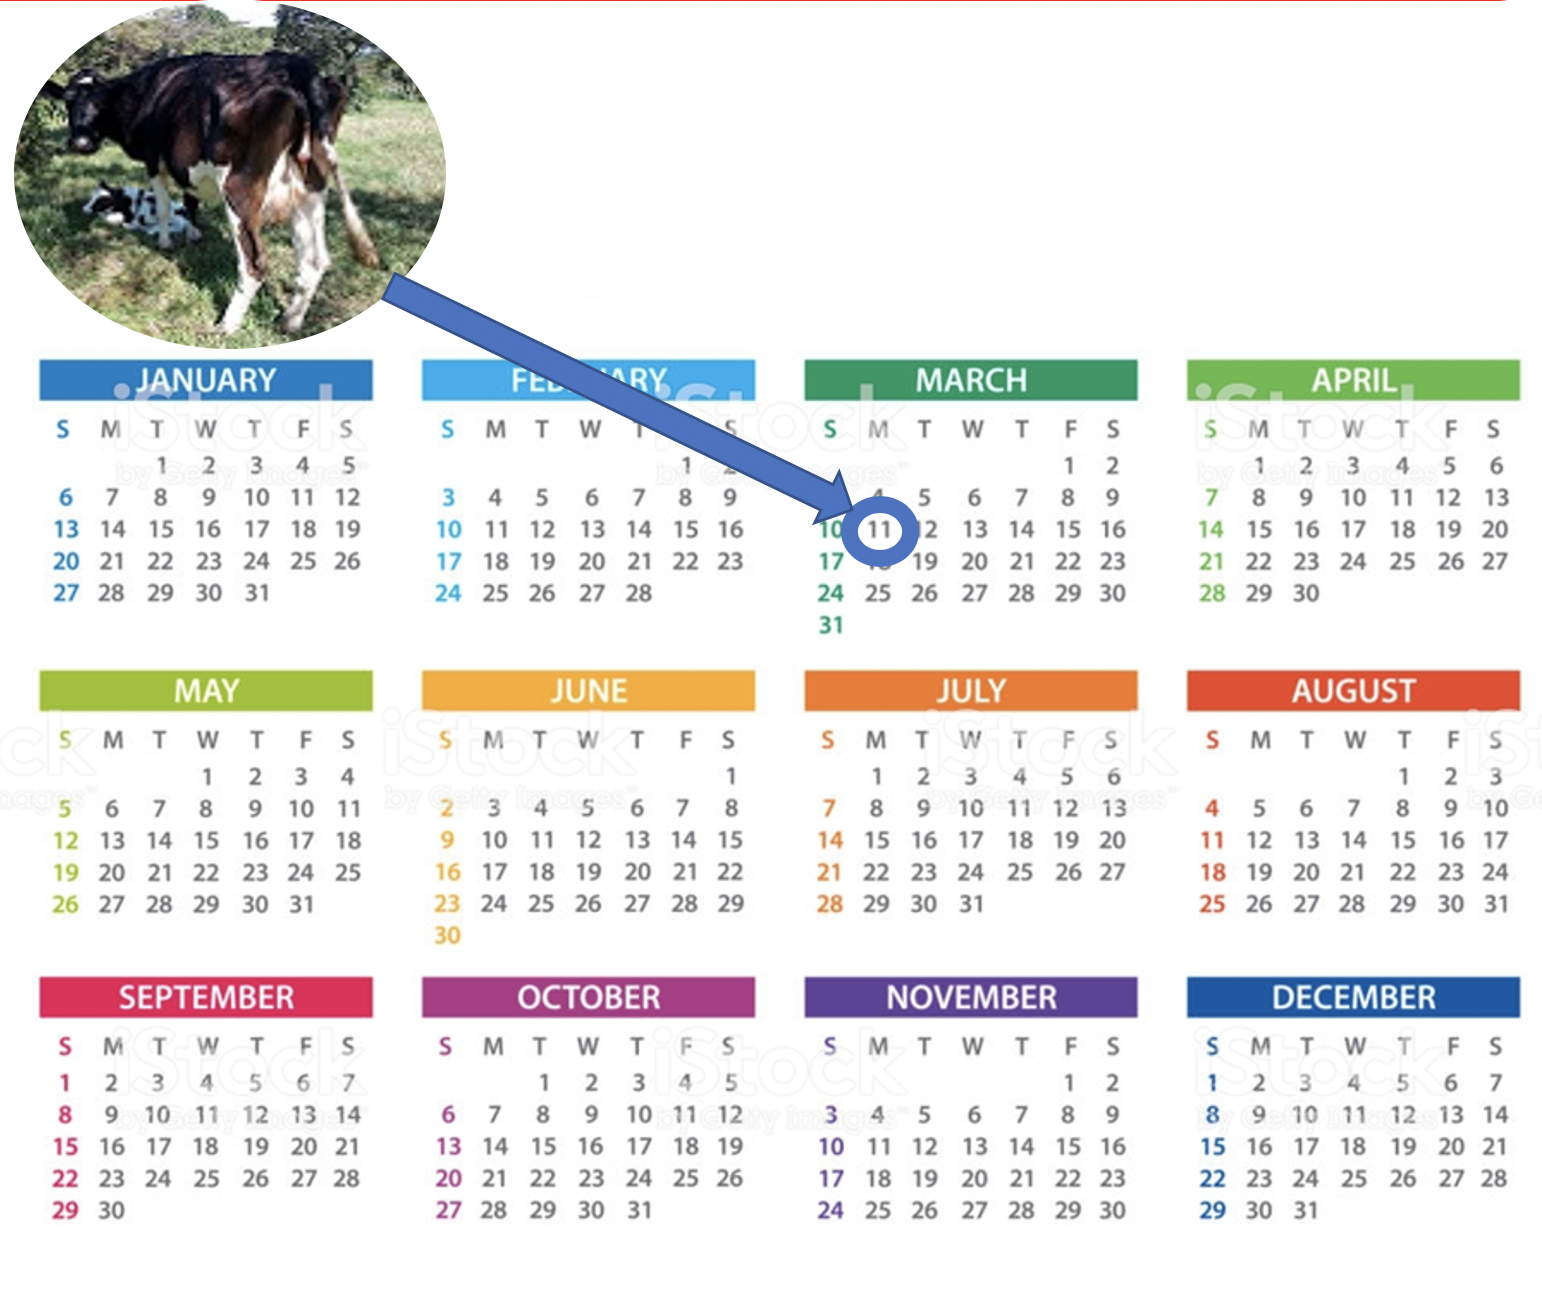 JANUARY
S M T W T F S
1 2 3 4 5
6 7 8 9 10 11 12
13 14 15 16 17 18 19
20 21 22 23 24 25 26
27 28 29 30 31
FEBRUARY
S M T W T S
1 2
3 4 5 6 7 8 9
10 11 12 13 14 15 16
17 18 19 20 21 22 23
24 25 26 27 28
MARCH
S M T W T F S
1 2
4 5 6 7 8 9
10 11 12 13 14 15 16
17 18 19 20 21 22 23
24 25 26 27 28 29 30
31
APRIL
S M T W T F S
1 2 3 4 5 6
7 8 9 10 11 12 13
14 15 16 17 18 19 20
21 22 23 24 25 26 27
28 29 30
MAY
S M T W T F S
1 2 3 4
5 6 7 8 9 10 11
12 13 14 15 16 17 18
19 20 21 22 23 24 25
26 27 28 29 30 31
JUNE
S M T W T F S
1
2 3 4 5 6 7 8
9 10 11 12 13 14 15
16 17 18 19 20 21 22
23 24 25 26 27 28 29
30
JULY
S M T W T F S
1 2 3 4 5 6
7 8 9 10 11 12 13
14 15 16 17 18 19 20
21 22 23 24 25 26 27
28 29 30 31
AUGUST
S M T W T F S
1 2 3
4 5 6 7 8 9 10
11 12 13 14 15 16 17
18 19 20 21 22 23 24
25 26 27 28 29 30 31
SEPTEMBER
S M T W T F S
1 2 3 4 5 6 7
8 9 10 11 12 13 14
15 16 17 18 19 20 21
22 23 24 25 26 27 28
29 30
OCTOBER
S M T W T F S
1 2 3 4 5
6 7 8 9 10 11 12
13 14 15 16 17 18 19
20 21 22 23 24 25 26
27 28 29 30 31
NOVEMBER
S M T W T F S
1 2
3 4 5 6 7 8 9
10 11 12 13 14 15 16
17 18 19 20 21 22 23
24 25 26 27 28 29 30
DECEMBER
S M T W T F S
1 2 3 4 5 6 7
8 9 10 11 12 13 14
15 16 17 18 19 20 21
22 23 24 25 26 27 28
29 30 31
iStock
by Getty Images™